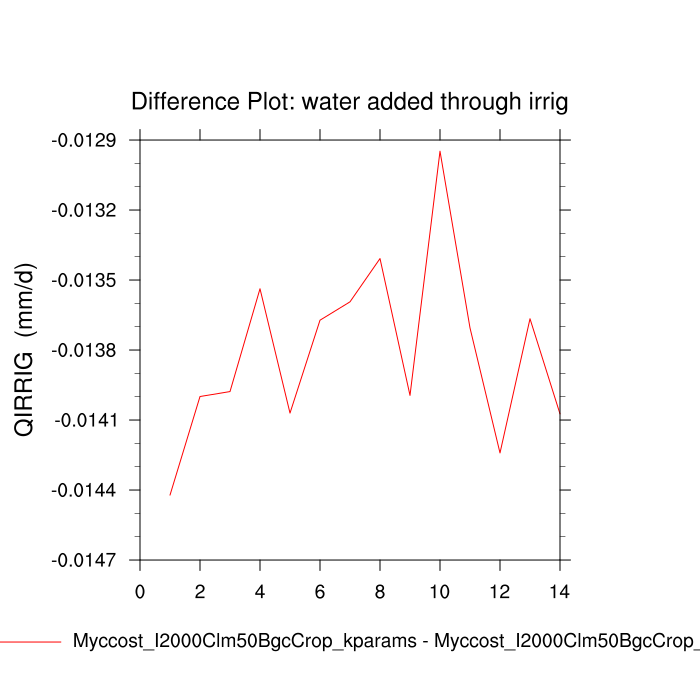 Difference Plot: water added through irrig
QIRRIG (mm/d)
-0.0129
-0.0132
-0.0135
-0.0138
-0.0141
-0.0144
-0.0147
0 2 4 6 8 10 12 14
Myccost_I2000Clm50BgcCrop_kparams - Myccost_I2000Clm50BgcCrop_